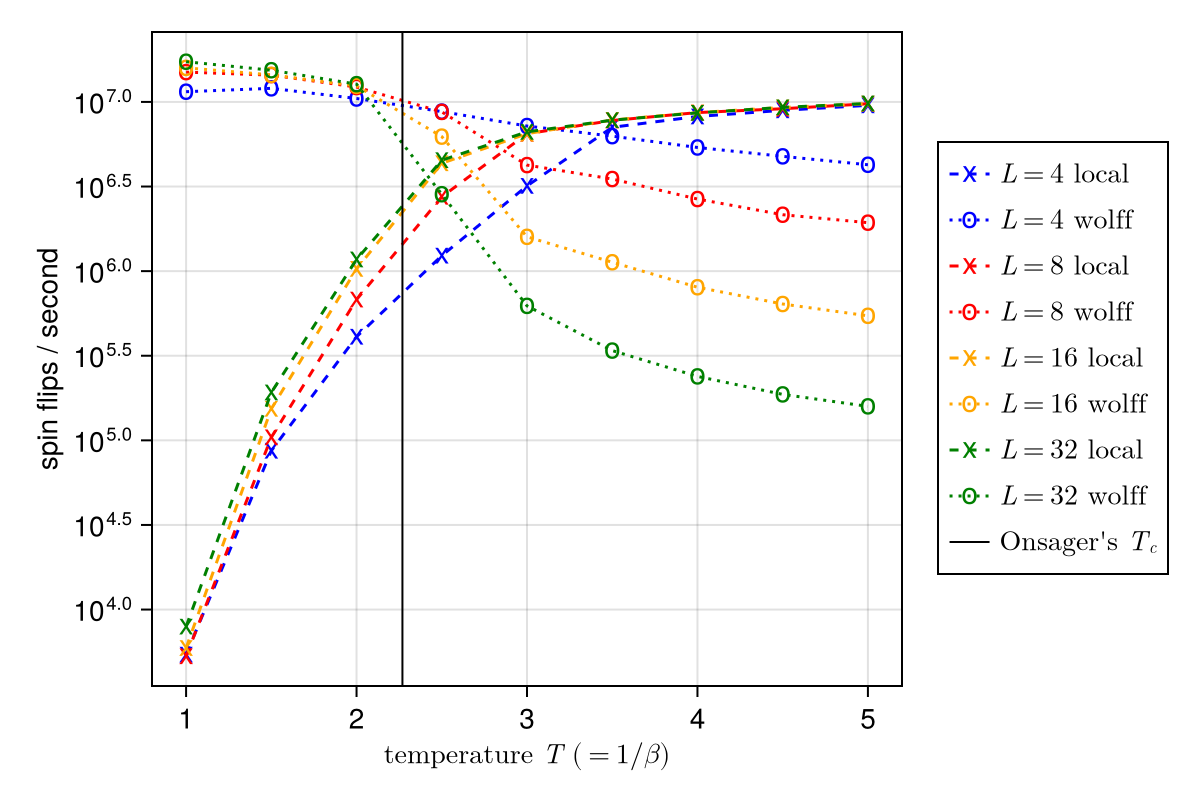 10^7.0
10^6.5
10^6.0
10^5.5
10^5.0
10^4.5
10^4.0
spin flips / second
1 2 3 4 5
temperature T (= 1/β)
L = 4 local
L = 4 wolff
L = 8 local
L = 8 wolff
L = 16 local
L = 16 wolff
L = 32 local
L = 32 wolff
Onsager's T_c